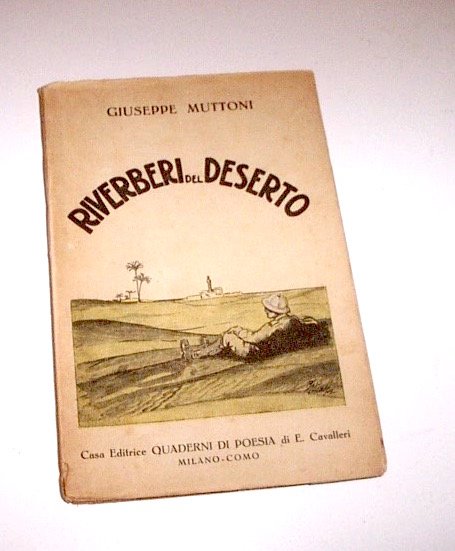 GIUSEPPE MUTTONI
RIVERBERI DEL DESERTO
Casa Editrice QUADERNI DI POESIA di E. Cavalleri
MILANO-COMO